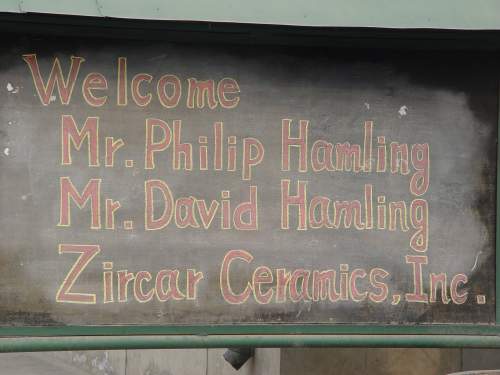 Welcome
Mr. Philip Hamling
Mr. David Hamling
Zircar Ceramics, Inc.